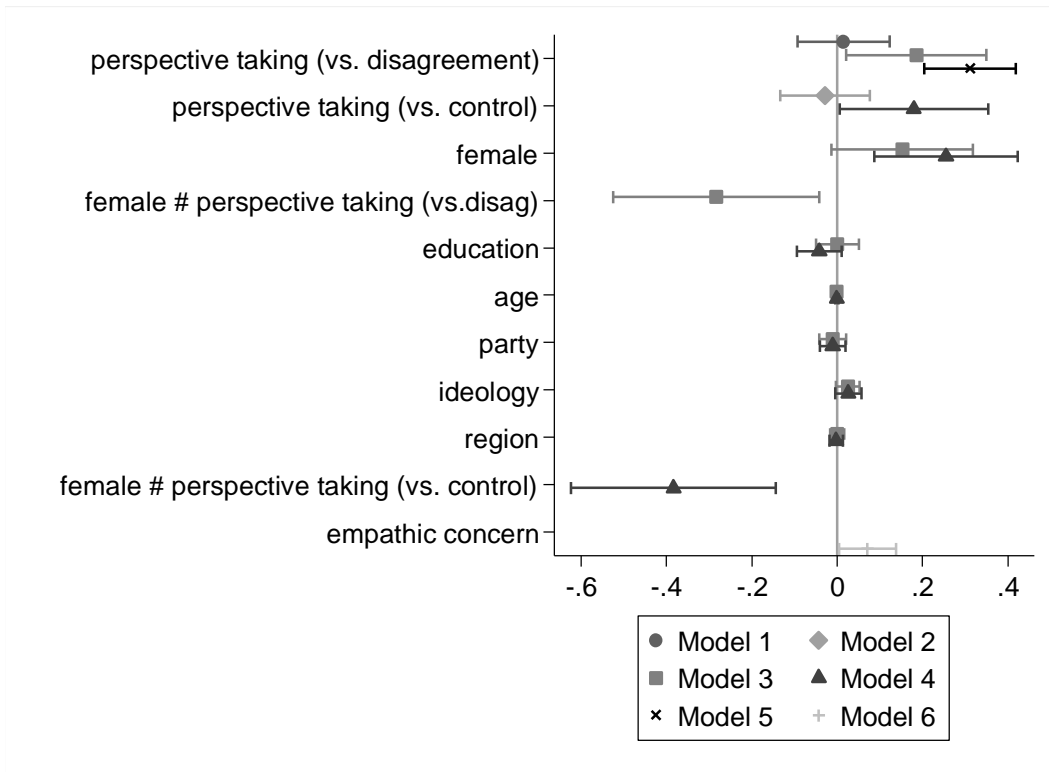 perspective taking (vs. disagreement)
perspective taking (vs. control)
female
female # perspective taking (vs.disag)
education
age
party
ideology
region
female # perspective taking (vs. control)
empathic concern
-.6 -.4 -.2 0 .2 .4
Model 1 Model 2
Model 3 Model 4
Model 5 Model 6